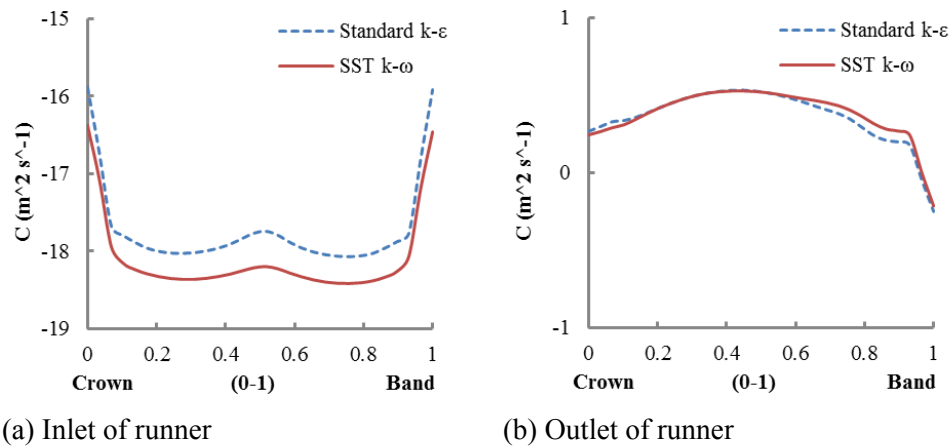 -15
-16
-17
-18
-19
C (m^2 s^-1)
Standard k-ε
SST k-ω
0 0.2 0.4 0.6 0.8 1
Crown (0-1) Band
(a) Inlet of runner
1
0
-1
C (m^2 s^-1)
Standard k-ε
SST k-ω
0 0.2 0.4 0.6 0.8 1
Crown (0-1) Band
(b) Outlet of runner